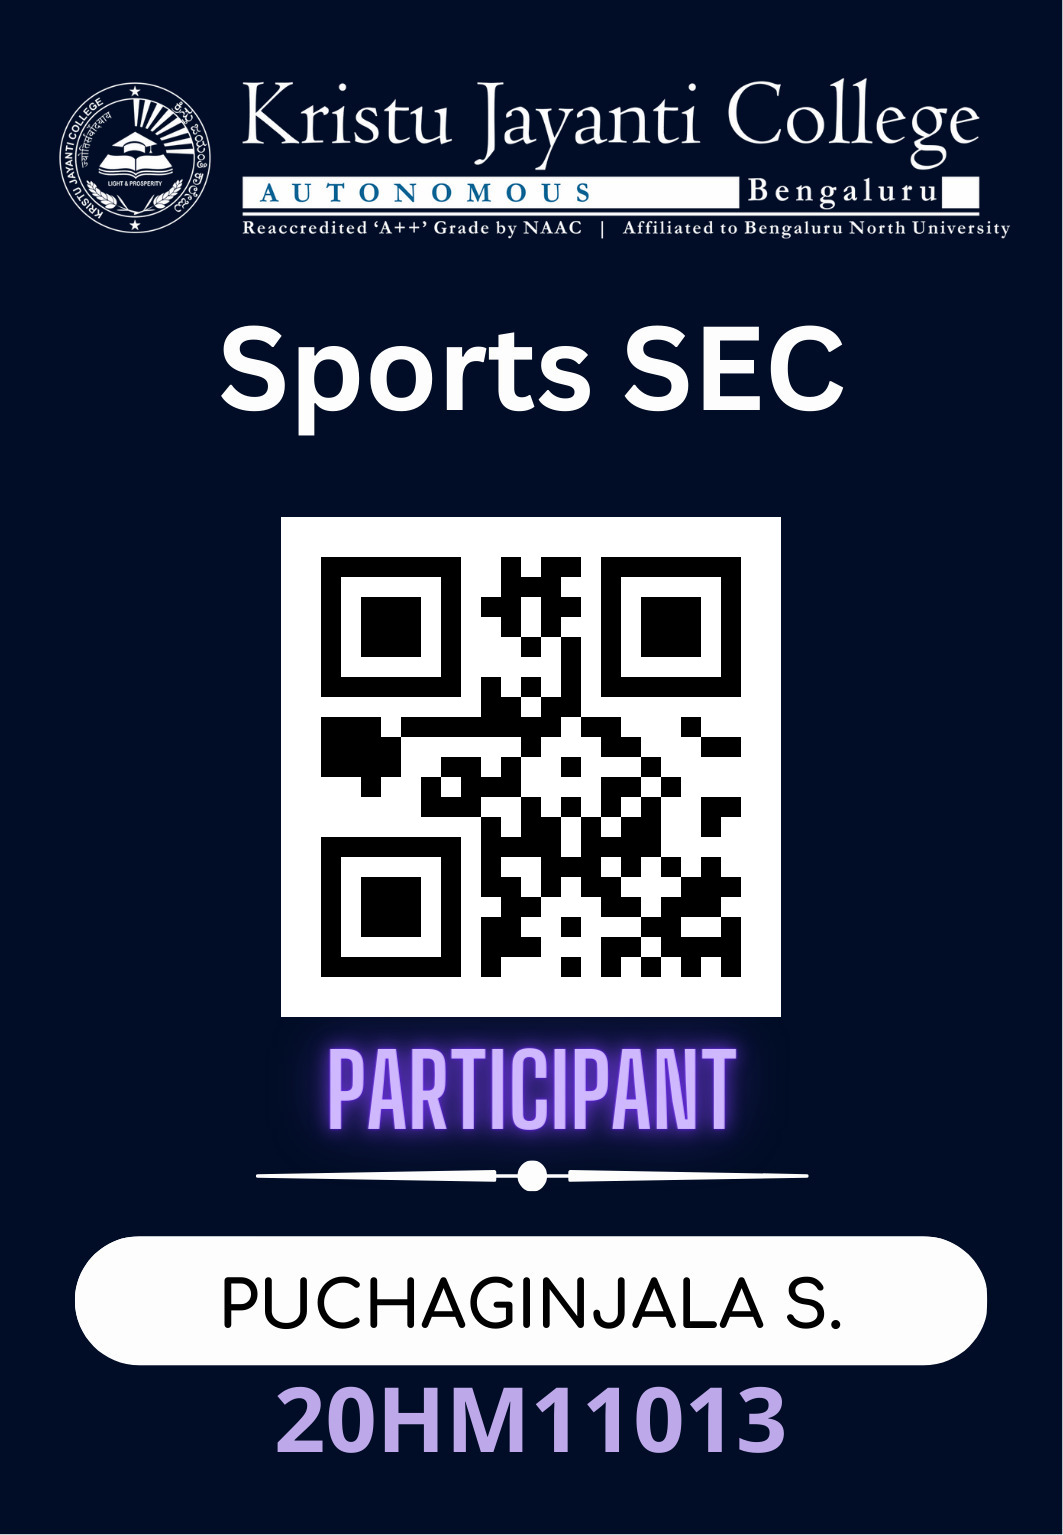 Kristu Jayanti College
AUTONOMOUS Bengaluru
Reaccredited ‘A++’ Grade by NAAC | Affiliated to Bengaluru North University
KRISTU JAYANTI COLLEGE
LIGHT & PROSPERITY
Sports SEC
PARTICIPANT
PUCHAGINJALA S.
20HM11013